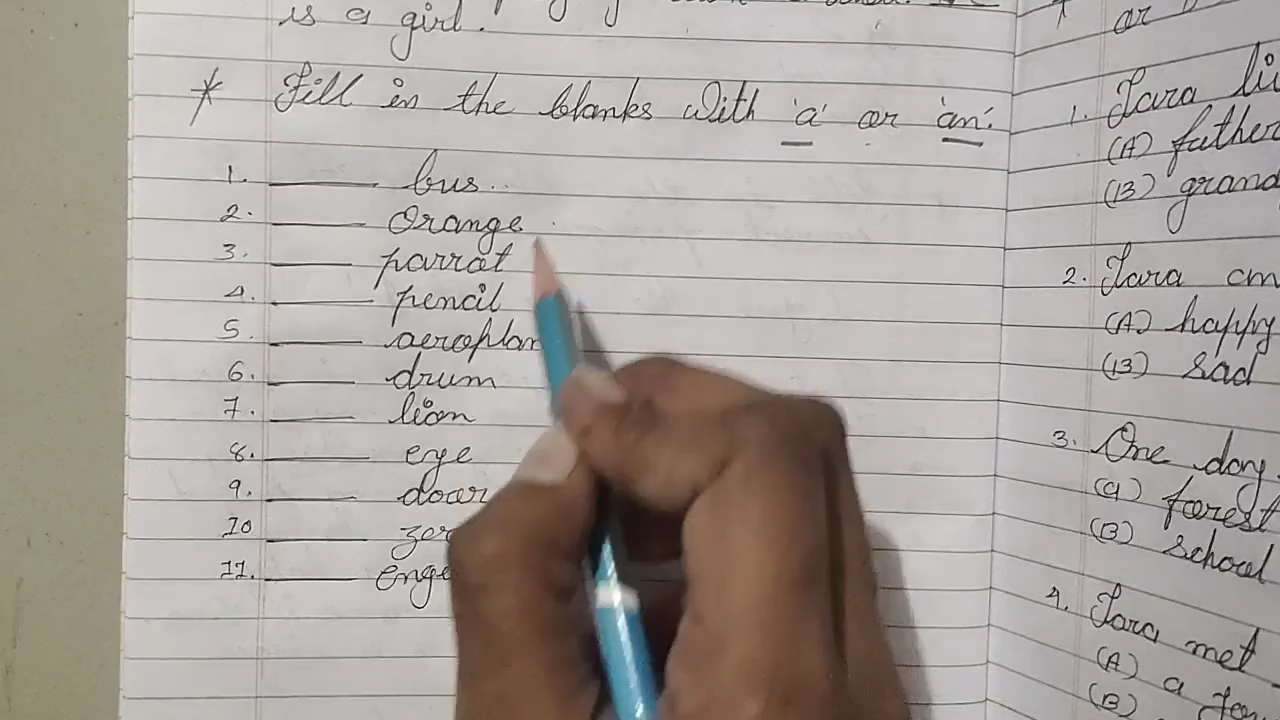 is a girl.
* Fill in the blanks with 'a' or 'an'.
1. ______ bus..
2. ______ Orange.
3. ______ parrot
4. ______ pencil
5. ______ aeroplan
6. ______ drum
7. ______ lion
8. ______ eye
9. ______ door
10 ______
11. ______
or
1. Tara li
(A) father
(B) grand
2. Tara
(A) happy
(B) sad
3. One day
(a) forest
(B) school
4. Tara met
(A) a
(B)